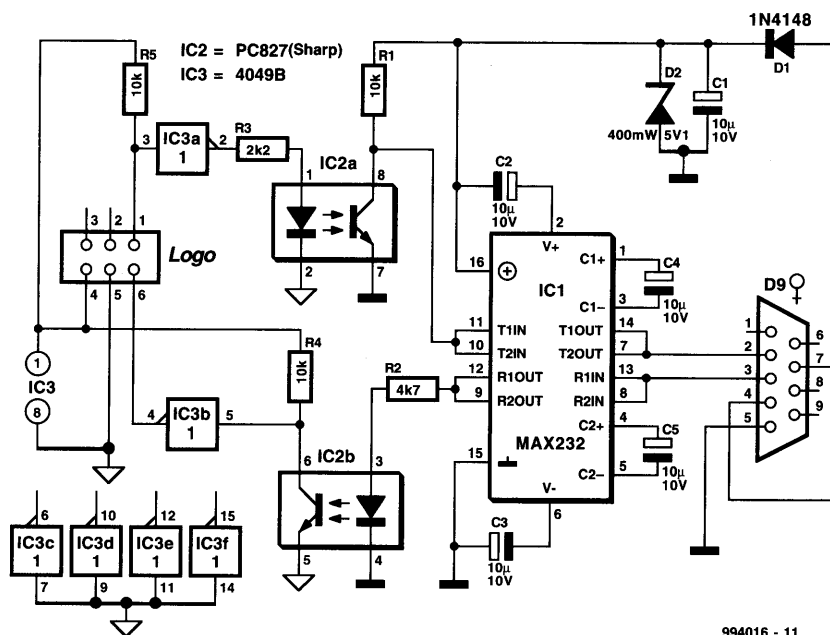 1N4148
D1
IC2 = PC827(Sharp)
IC3 = 4049B
R5
10k
R1
10k
D2
400mW 5V1
C1
10µ
10V
3
IC3a
1
2
R3
2k2
IC2a
1
8
2
7
C2
10µ
10V
2
3 2 1
Logo
4 5 6
16
V+
C1+
1
C4
10µ
10V
IC1
C1–
3
11
T1IN
T1OUT
14
10
T2IN
T2OUT
7
12
R1OUT
R1IN
13
9
R2OUT
R2IN
8
C2+
4
C5
10µ
10V
MAX232
15
C2–
5
V-
6
C3
10µ
10V
D9
1
2
3
4
5
6
7
8
9
1
IC3
8
R4
10k
R2
4k7
4
IC3b
1
5
IC2b
6
3
5
4
6
IC3c
1
7
10
IC3d
1
9
12
IC3e
1
11
15
IC3f
1
14
994016 - 11